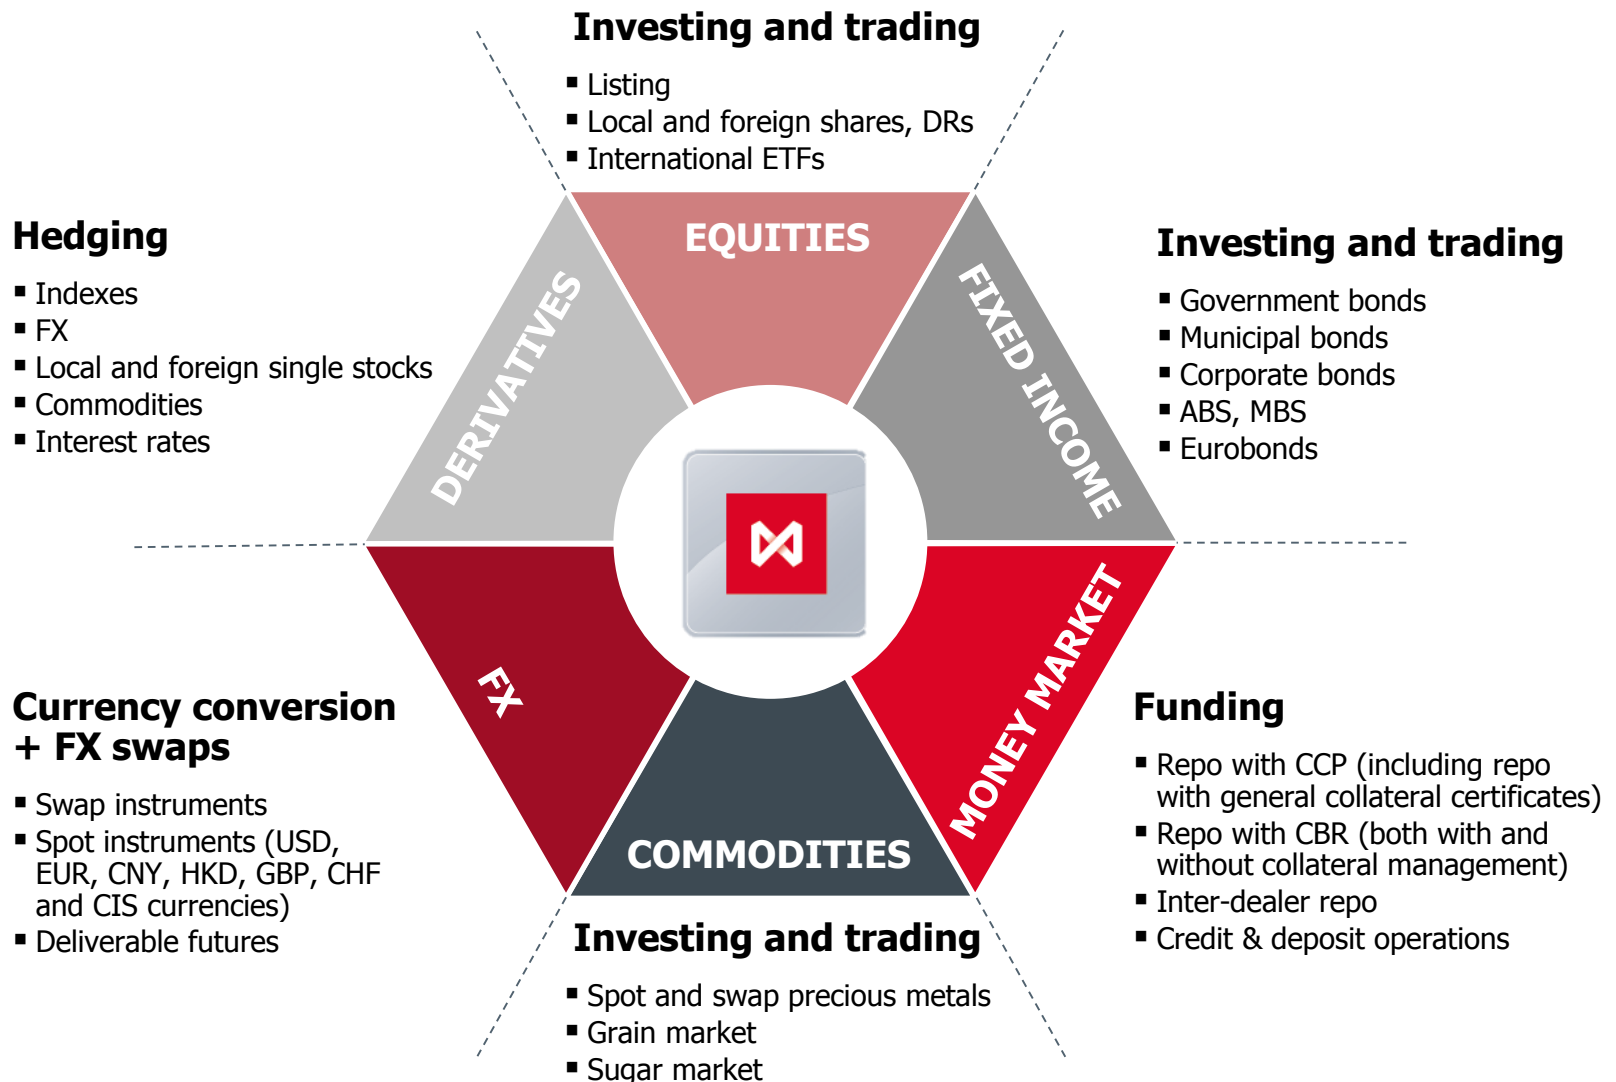 Investing and trading
▪ Listing
▪ Local and foreign shares, DRs
▪ International ETFs
EQUITIES
Hedging
▪ Indexes
▪ FX
▪ Local and foreign single stocks
▪ Commodities
▪ Interest rates
DERIVATIVES
FIXED INCOME
Investing and trading
▪ Government bonds
▪ Municipal bonds
▪ Corporate bonds
▪ ABS, MBS
▪ Eurobonds
FX
Currency conversion
+ FX swaps
▪ Swap instruments
▪ Spot instruments (USD,
EUR, CNY, HKD, GBP, CHF
and CIS currencies)
▪ Deliverable futures
MONEY MARKET
Funding
▪ Repo with CCP (including repo
with general collateral certificates)
▪ Repo with CBR (both with and
without collateral management)
▪ Inter-dealer repo
▪ Credit & deposit operations
COMMODITIES
Investing and trading
▪ Spot and swap precious metals
▪ Grain market
▪ Sugar market